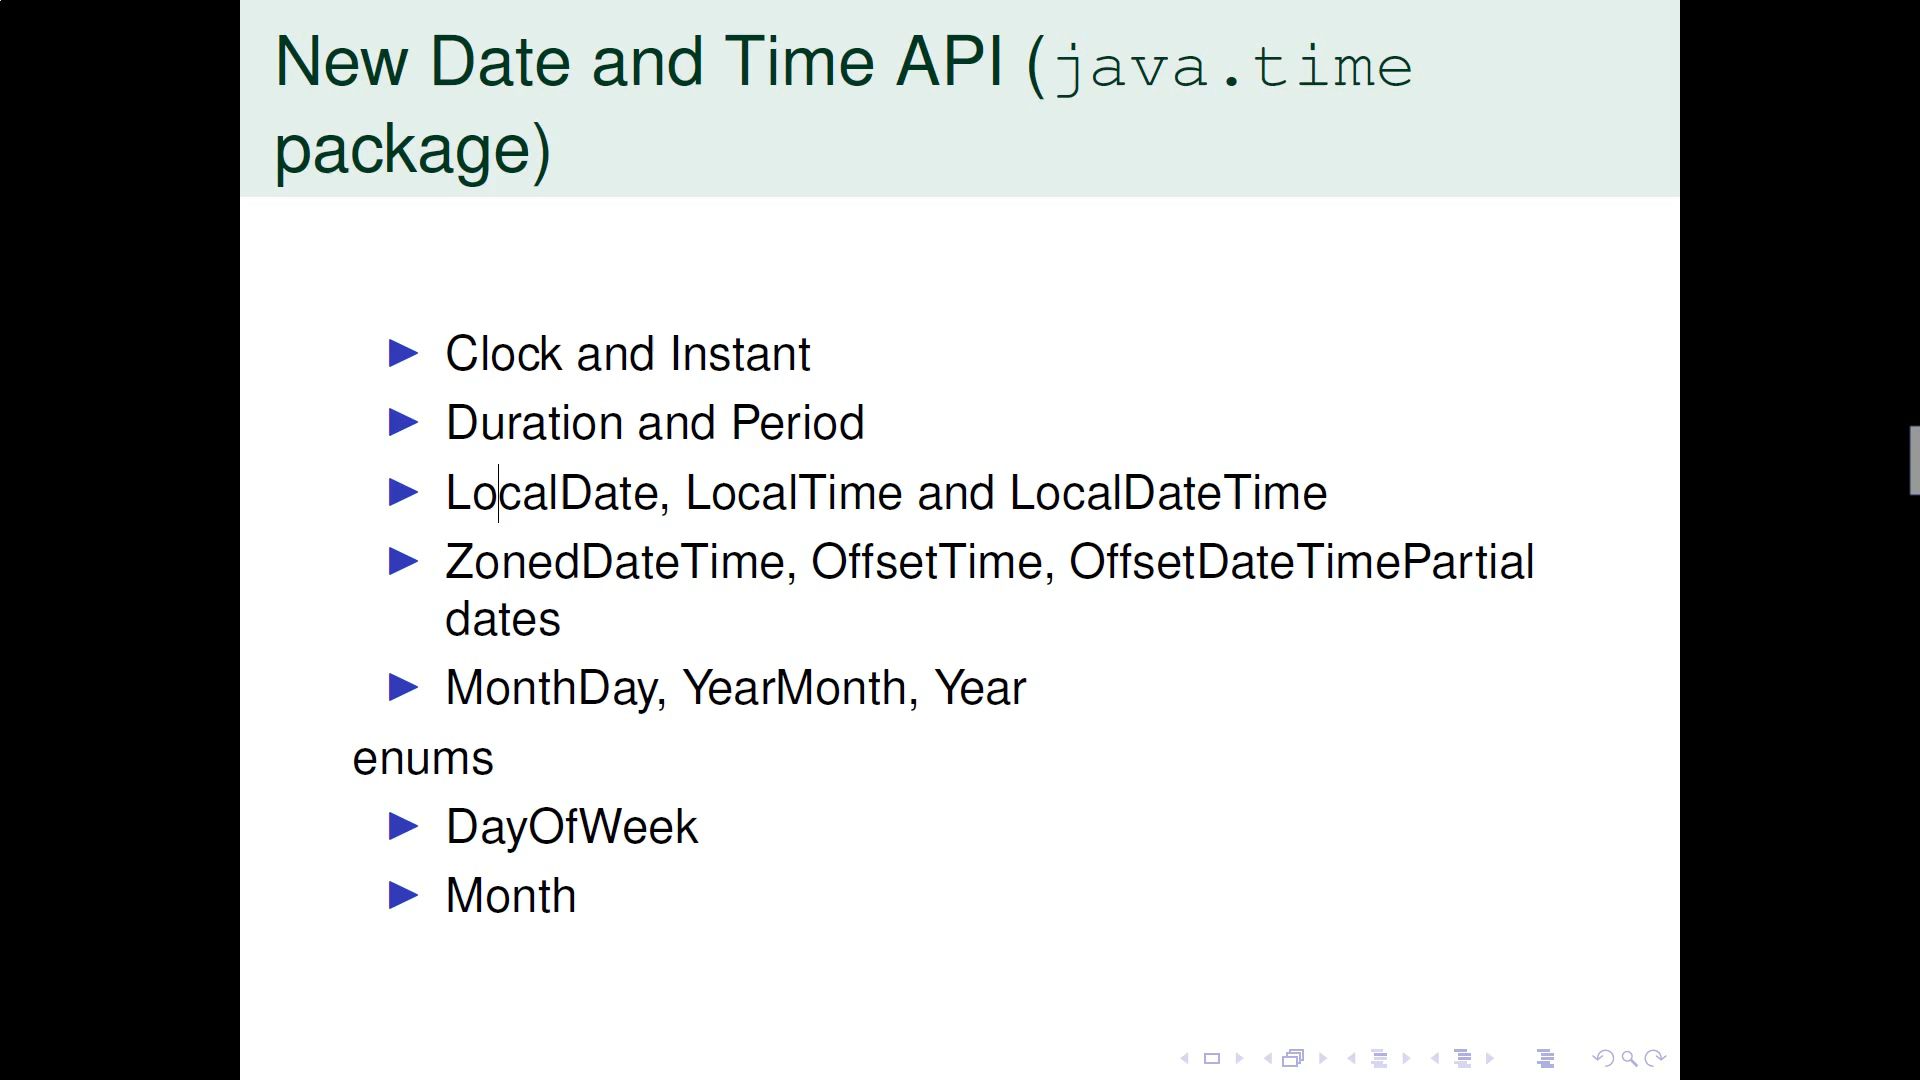 New Date and Time API (java.time
package)
Clock and Instant
Duration and Period
LocalDate, LocalTime and LocalDateTime
ZonedDateTime, OffsetTime, OffsetDateTimePartial
dates
MonthDay, YearMonth, Year
enums
DayOfWeek
Month